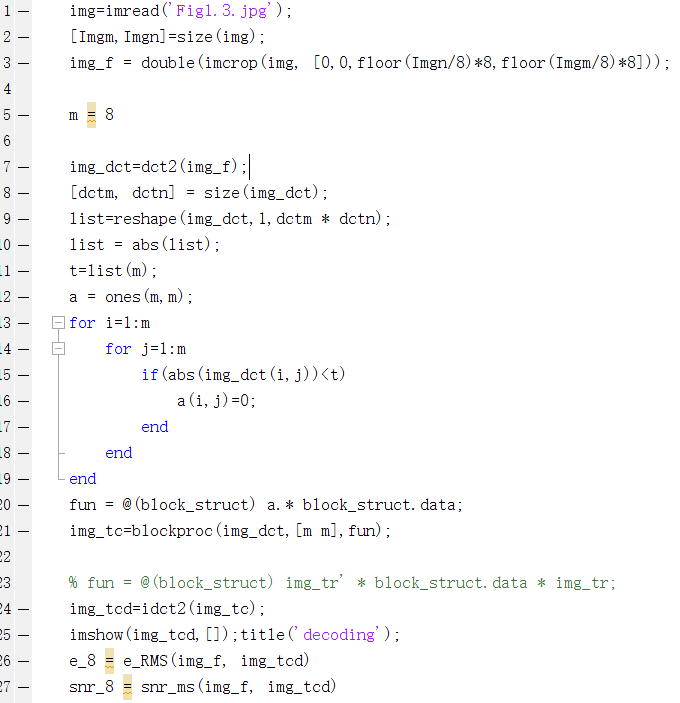 1 — img=imread('Fig1.3.jpg');
2 — [Imgm,Imgn]=size(img);
3 — img_f = double(imcrop(img, [0,0,floor(Imgn/8)*8,floor(Imgm/8)*8]));
4
5 — m = 8
6
7 — img_dct=dct2(img_f);
8 — [dctm, dctn] = size(img_dct);
9 — list=reshape(img_dct,1,dctm * dctn);
10 — list = abs(list);
11 — t=list(m);
12 — a = ones(m,m);
13 — for i=1:m
14 — for j=1:m
15 — if(abs(img_dct(i,j))<t)
16 — a(i,j)=0;
17 — end
18 — end
19 — end
20 — fun = @(block_struct) a.* block_struct.data;
21 — img_tc=blockproc(img_dct,[m m],fun);
22
23 % fun = @(block_struct) img_tr' * block_struct.data * img_tr;
24 — img_tcd=idct2(img_tc);
25 — imshow(img_tcd,[]);title('decoding');
26 — e_8 = e_RMS(img_f, img_tcd)
27 — snr_8 = snr_ms(img_f, img_tcd)